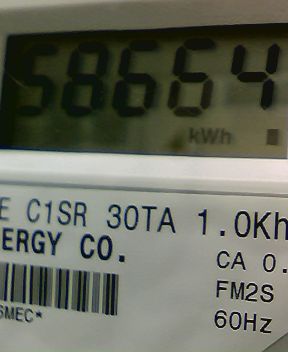 58664
kWh
E C1SR 30TA 1.0Kh
ERGY CO.
CA 0.
FM2S
60Hz
SMEC*